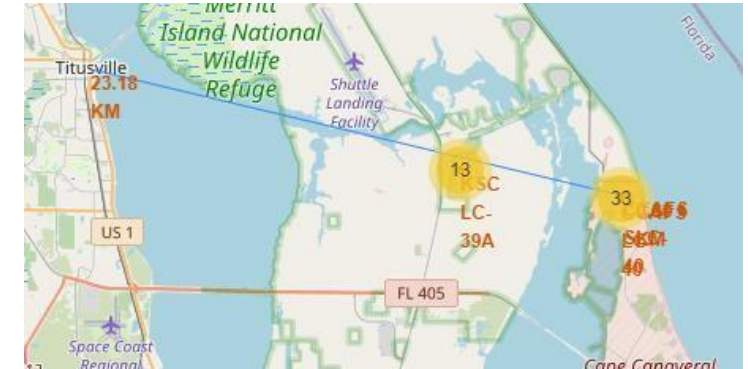 Merritt
Island National
Wildlife
Refuge
Titusville
23.18
KM
Shuttle
Landing
Facility
Florida
13
KSC
LC-
39A
33
40
US 1
FL 405
Space Coast
Regional
Cape Canaveral